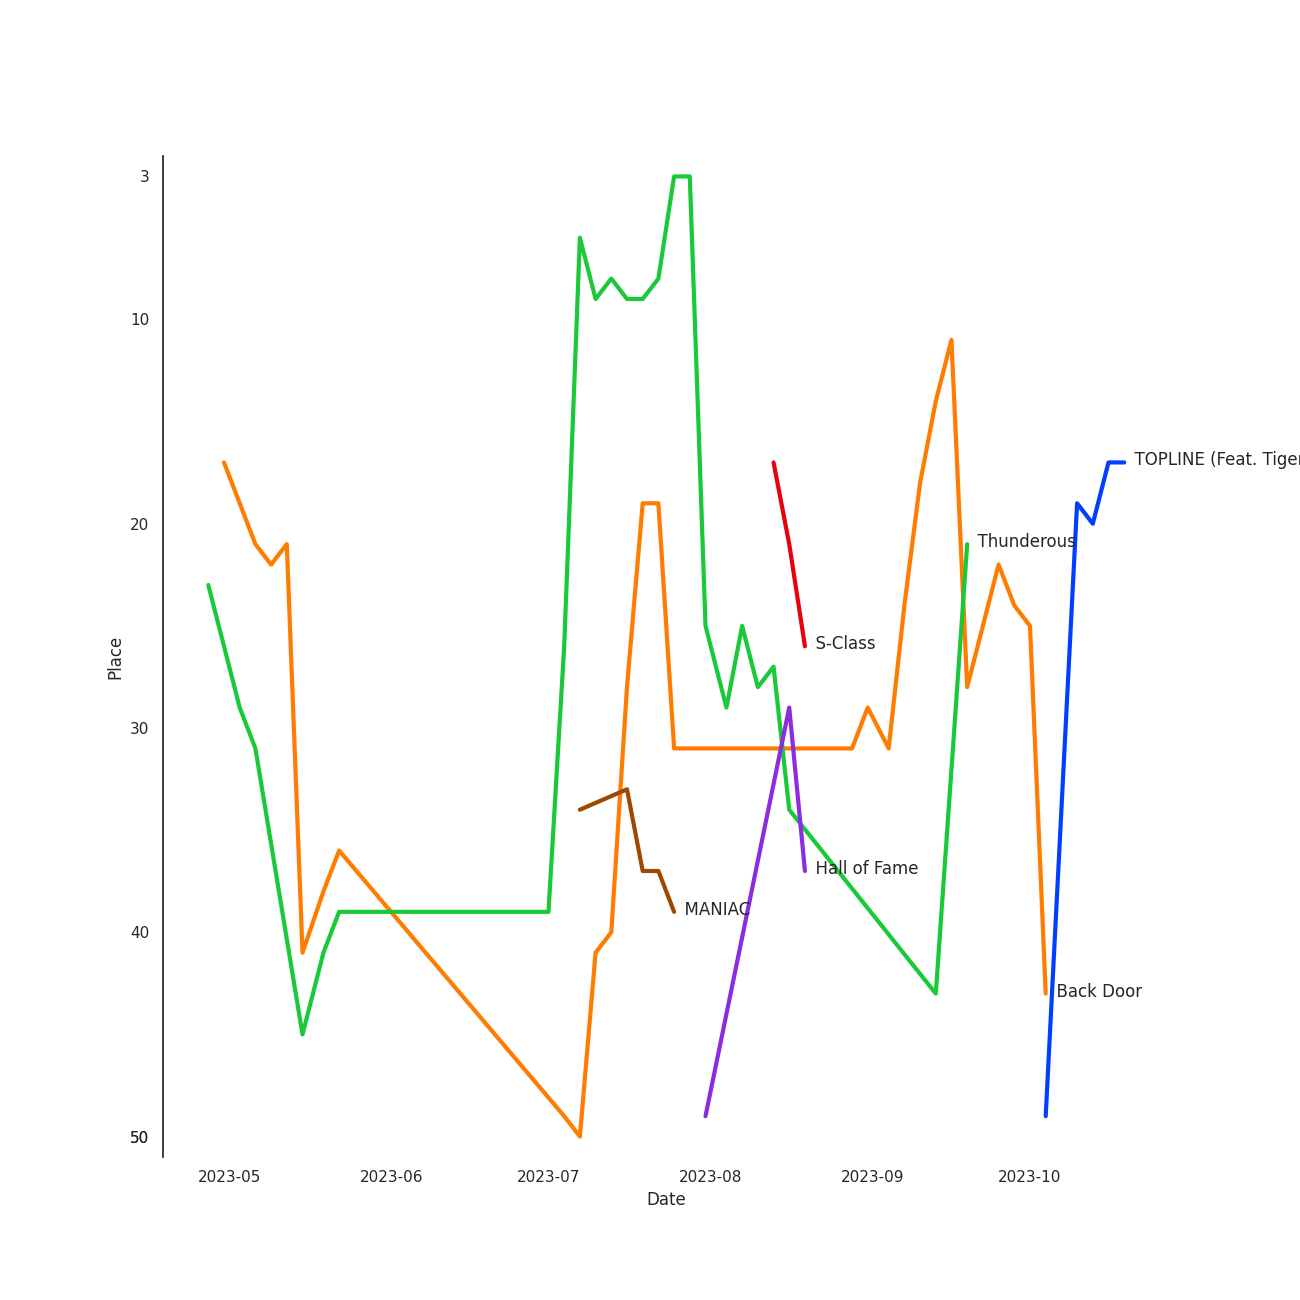 3
10
20
30
40
50
Place
TOPLINE (Feat. Tiger
Thunderous
S-Class
Hall of Fame
MANIAC
Back Door
2023-05
2023-06
2023-07
2023-08
2023-09
2023-10
Date